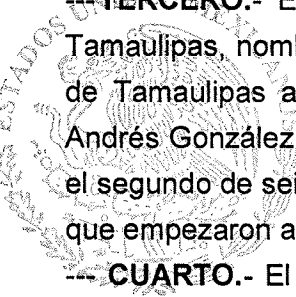 --- TERCERO.- E
Tamaulipas, nomb
de Tamaulipas a
Andrés González
el segundo de sei
que empezaron a
--- CUARTO.- El